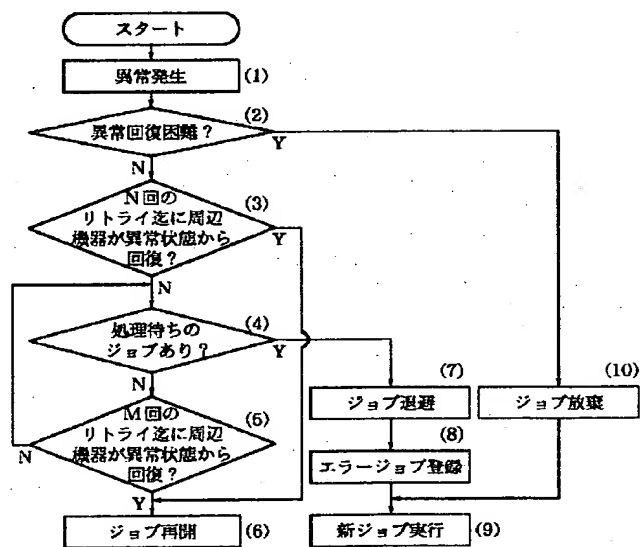 スタート
異常発生 (1)
(2)
異常回復困難?
Y
N
N回の
リトライ迄に周辺
機器が異常状態から
回復?
(3)
Y
N
処理待ちの
ジョブあり?
(4)
Y
N
M回の
リトライ迄に周辺
機器が異常状態から
回復?
(5)
N
Y
ジョブ再開 (6)
(7)
ジョブ退避
(8)
エラージョブ登録
新ジョブ実行 (9)
(10)
ジョブ放棄